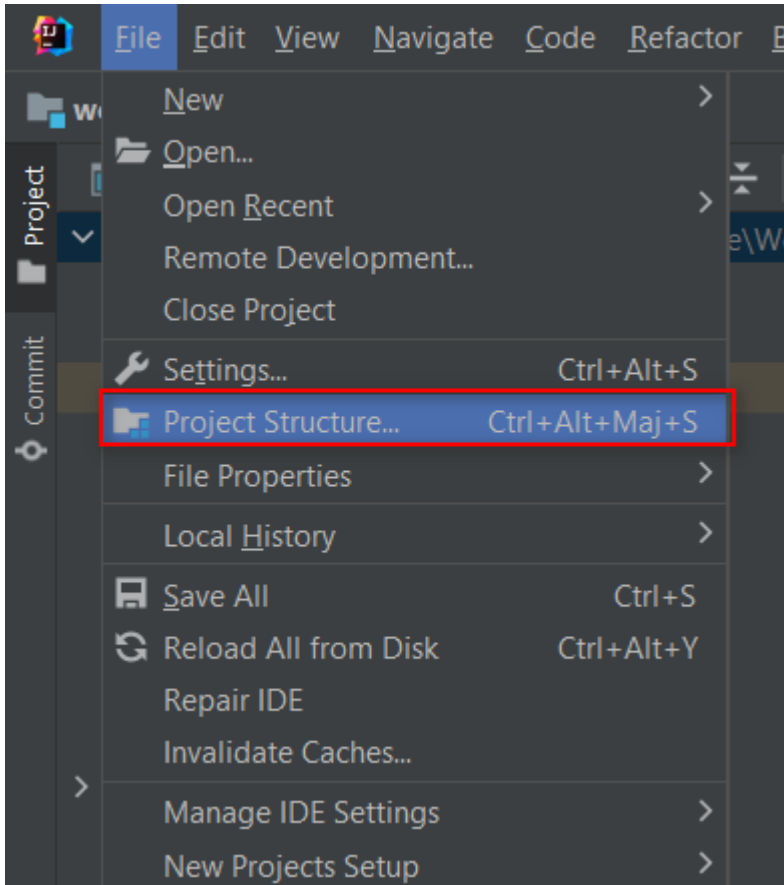 IJ
File Edit View Navigate Code Refactor
New
Open...
Open Recent
Remote Development...
Close Project
Settings... Ctrl+Alt+S
Project Structure... Ctrl+Alt+Maj+S
File Properties
Local History
Save All Ctrl+S
Reload All from Disk Ctrl+Alt+Y
Repair IDE
Invalidate Caches...
Manage IDE Settings
New Projects Setup
Project
Commit